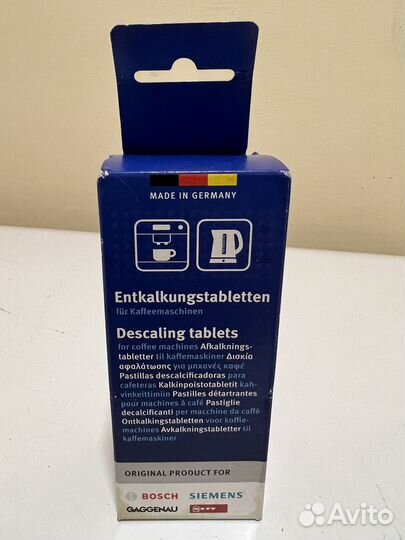 MADE IN GERMANY
Entkalkungstabletten
für Kaffeemaschinen
Descaling tablets
for coffee machines Afkalknings-
tabletter til kaffemaskiner Δισκία
αφαλάτωσης για μηχανές καφέ
Pastillas descalcificadoras para
cafeteras Kalkinpoistotabletit kah-
vinkeittimiin Pastilles détartrantes
pour machines à café Pastiglie
decalcificanti per macchine da caffè
Ontkalkingstabletten voor koffie-
machines Avkalkningstabletter til
kaffemaskiner
ORIGINAL PRODUCT FOR
BOSCH SIEMENS
GAGGENAU NEFF
Avito